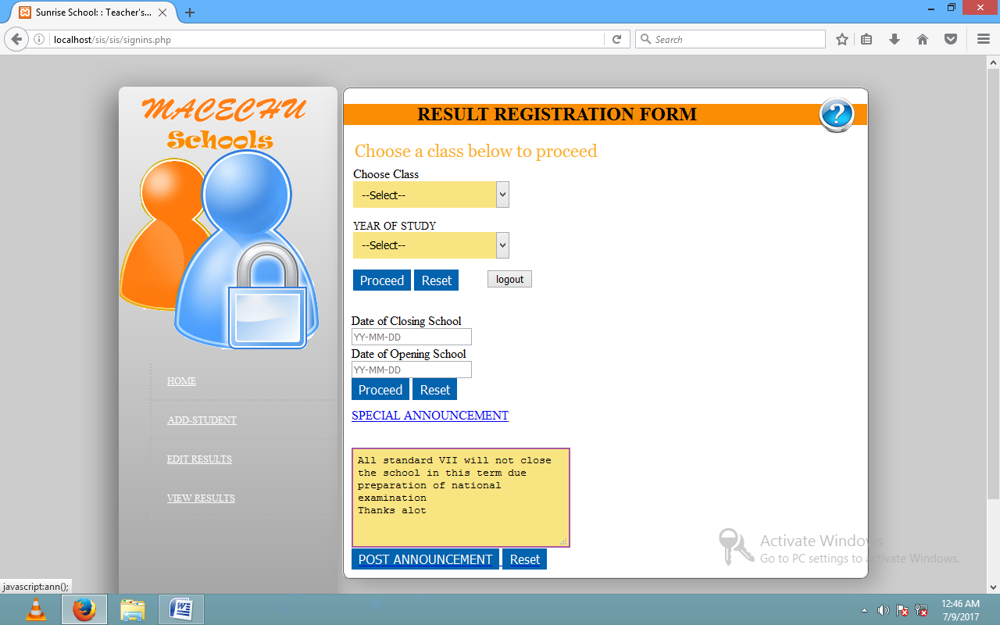 Sunrise School: : Teacher's...
localhost/sis/sis/signins.php
Search
MACECHU
Schools
HOME
ADD-STUDENT
EDIT RESULTS
VIEW RESULTS
RESULT REGISTRATION FORM
?
Choose a class below to proceed
Choose Class
--Select--
YEAR OF STUDY
--Select--
Proceed Reset logout
Date of Closing School
YY-MM-DD
Date of Opening School
YY-MM-DD
Proceed Reset
SPECIAL ANNOUNCEMENT
All standard VII will not close
the school in this term due
preparation of national
examination
Thanks alot
POST ANNOUNCEMENT Reset
Activate Windows
Go to PC settings to activate Windows.
javascript:ann();
12:46 AM
7/9/2017